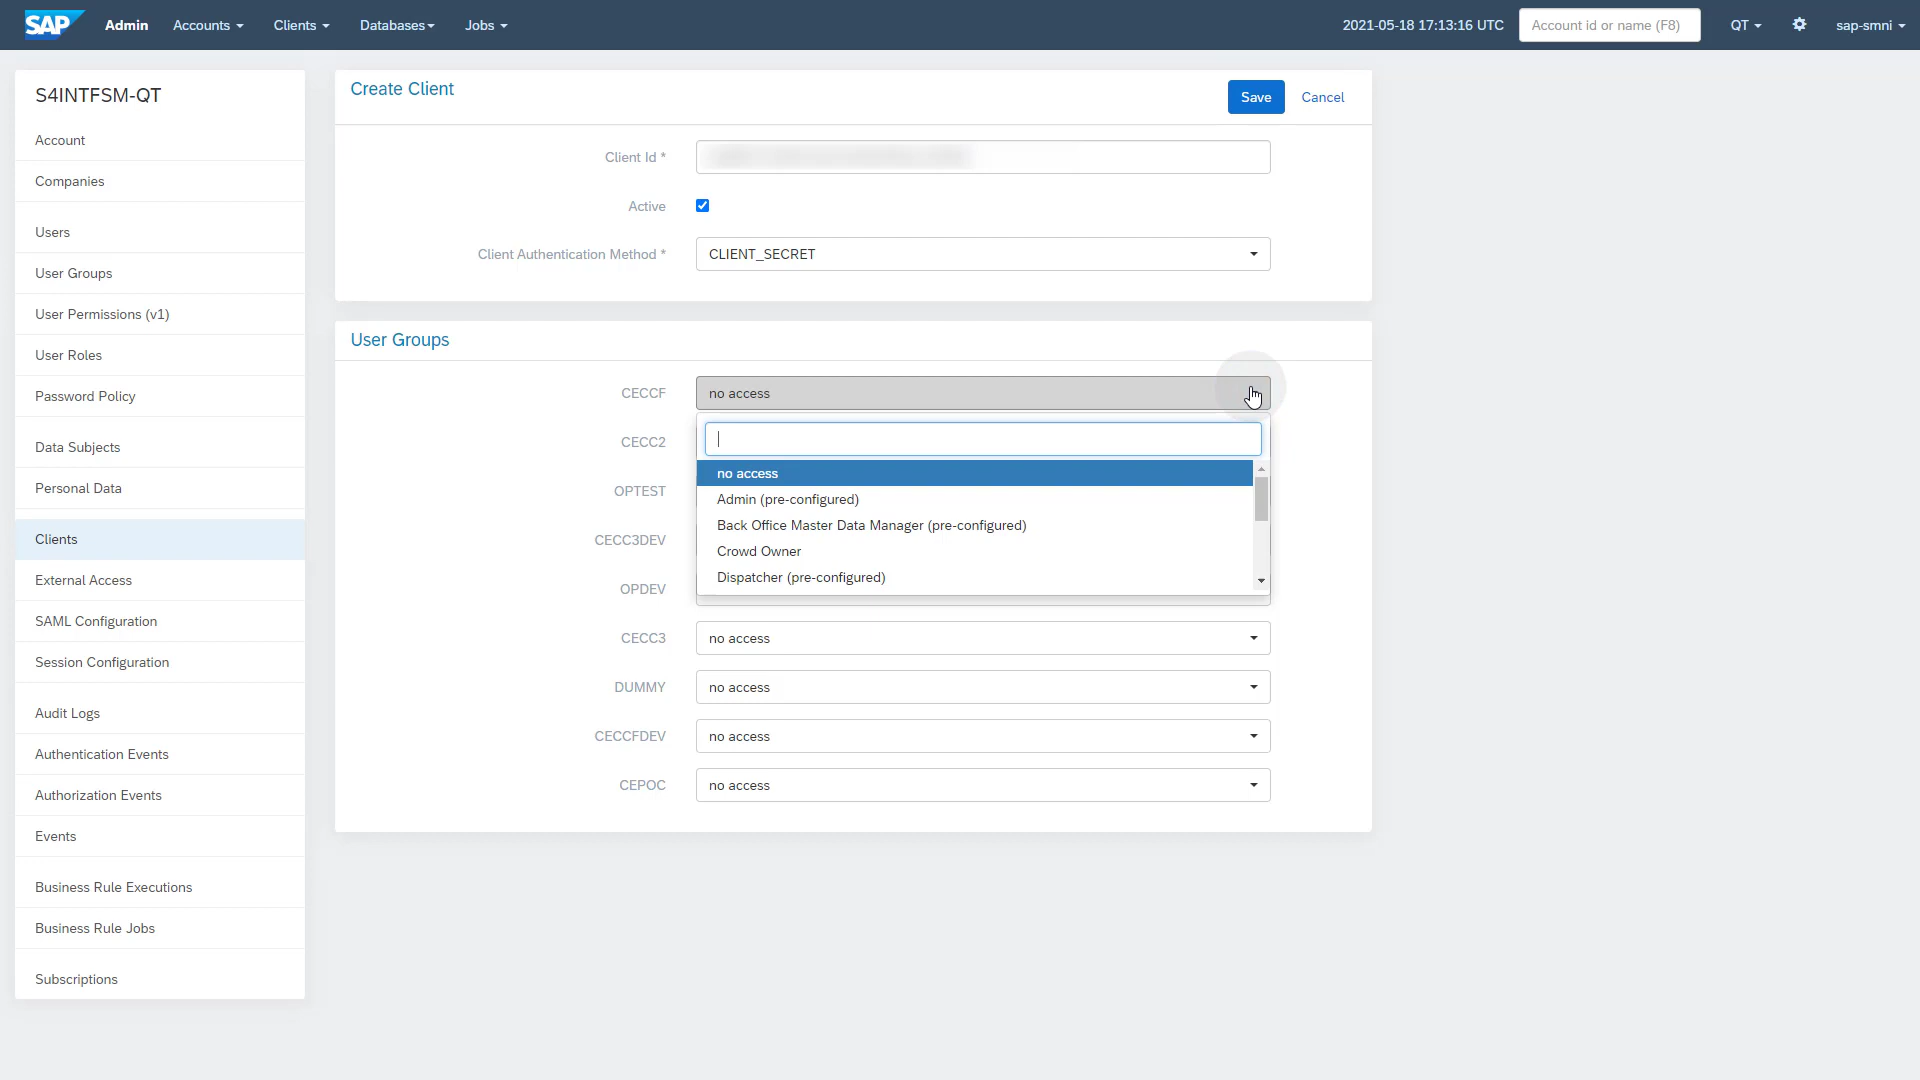 SAP Admin Accounts Clients Databases Jobs 2021-05-18 17:13:16 UTC Account id or name (F8) QT sap-smni
S4INTFSM-QT
Account
Companies
Users
User Groups
User Permissions (v1)
User Roles
Password Policy
Data Subjects
Personal Data
Clients
External Access
SAML Configuration
Session Configuration
Audit Logs
Authentication Events
Authorization Events
Events
Business Rule Executions
Business Rule Jobs
Subscriptions
Create Client Save Cancel
Client Id *
Active
Client Authentication Method * CLIENT_SECRET
User Groups
CECCF no access
CECC2
no access
OPTEST
Admin (pre-configured)
Back Office Master Data Manager (pre-configured)
CECC3DEV
Crowd Owner
Dispatcher (pre-configured)
OPDEV
CECC3 no access
DUMMY no access
CECCFDEV no access
CEPOC no access